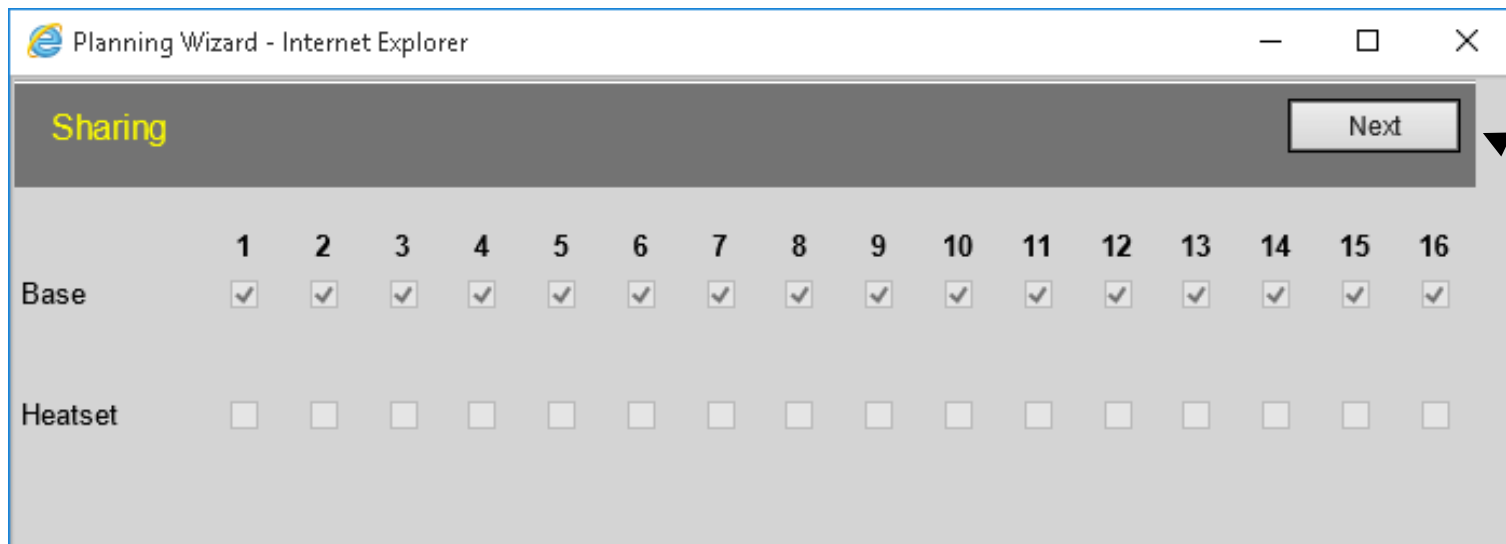 Planning Wizard - Internet Explorer
Sharing
Next
1 2 3 4 5 6 7 8 9 10 11 12 13 14 15 16
Base
Heatset